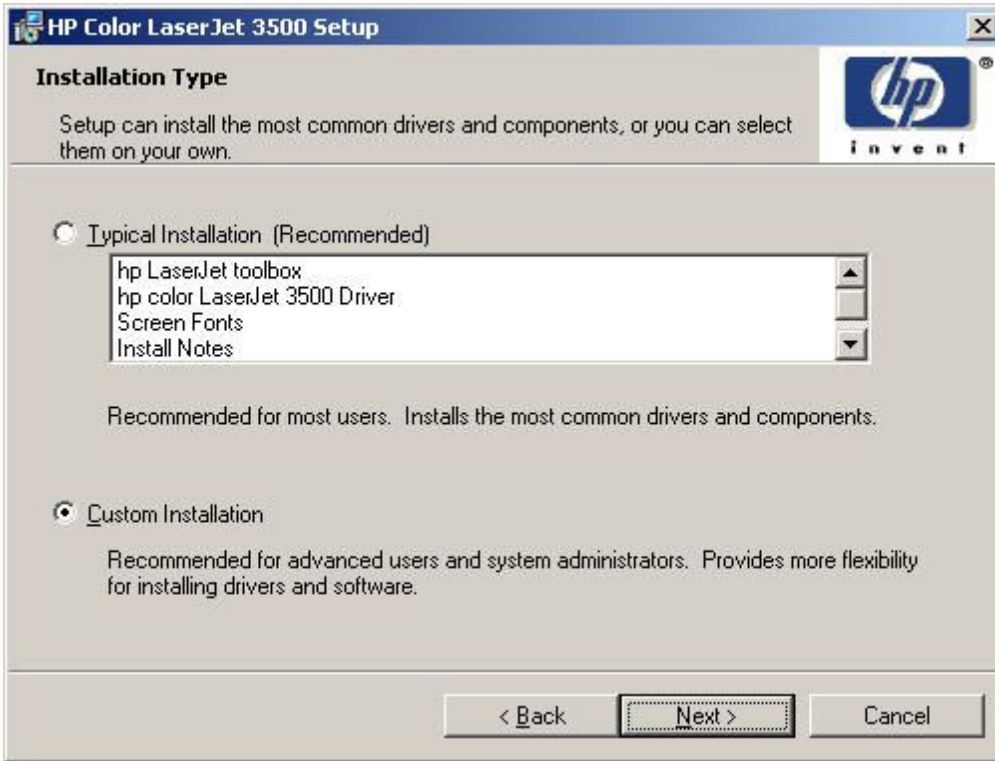 HP Color LaserJet 3500 Setup
Installation Type
Setup can install the most common drivers and components, or you can select
them on your own.
hp
®
invent
Typical Installation (Recommended)
hp LaserJet toolbox
hp color LaserJet 3500 Driver
Screen Fonts
Install Notes
Recommended for most users. Installs the most common drivers and components.
Custom Installation
Recommended for advanced users and system administrators. Provides more flexibility
for installing drivers and software.
< Back
Next >
Cancel